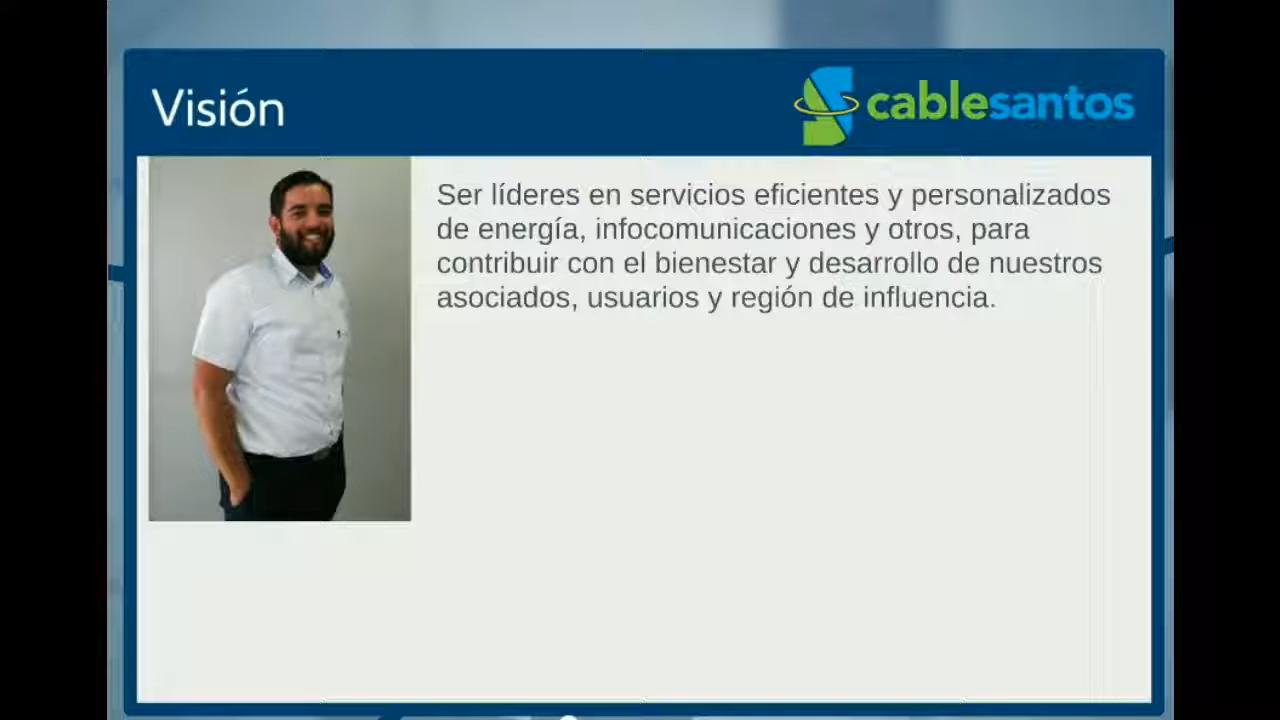 Visión
cablesantos
Ser líderes en servicios eficientes y personalizados
de energía, infocomunicaciones y otros, para
contribuir con el bienestar y desarrollo de nuestros
asociados, usuarios y región de influencia.